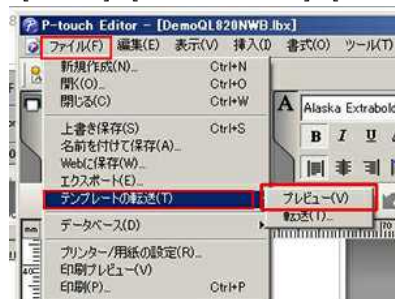 P-touch Editor - [DemoQL820NWB.lbx]
ファイル(F) 編集(E) 表示(V) 挿入(I) 書式(O) ツール(T)
新規作成(N)... Ctrl+N
開く(O)... Ctrl+O
閉じる(C) Ctrl+W
A Alaska Extrabold
上書き保存(S) Ctrl+S
B I U
名前を付けて保存(A)...
Webに保存(W)...
エクスポート(E)...
テンプレートの転送(T) プレビュー(V)
転送(T)...
データベース(D)
プリンター/用紙の設定(R)...
印刷プレビュー(V)
印刷(P)... Ctrl+P